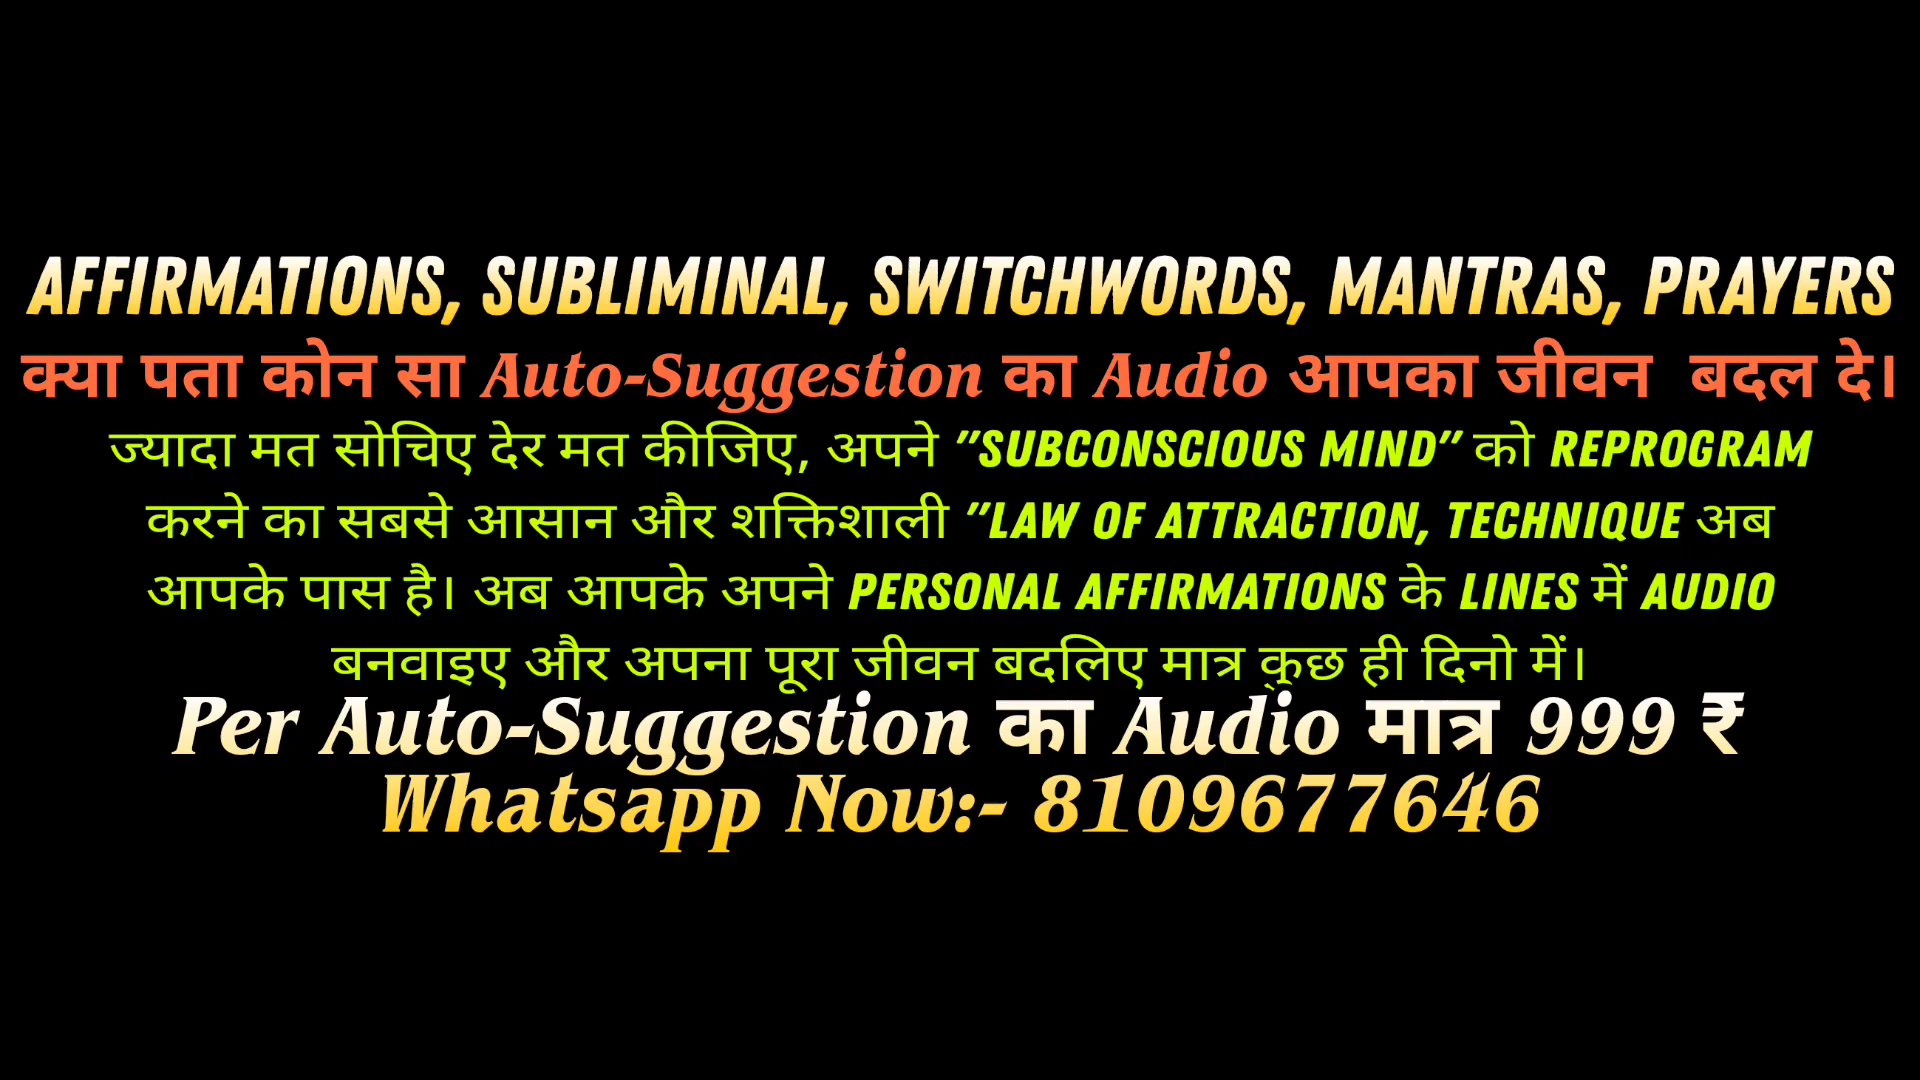 AFFIRMATIONS, SUBLIMINAL, SWITCHWORDS, MANTRAS, PRAYERS
क्या पता कोन सा Auto-Suggestion का Audio आपका जीवन  बदल दे।
ज्यादा मत सोचिए देर मत कीजिए, अपने "SUBCONSCIOUS MIND" को REPROGRAM
करने का सबसे आसान और शक्तिशाली "LAW OF ATTRACTION, TECHNIQUE अब
आपके पास है। अब आपके अपने PERSONAL AFFIRMATIONS के LINES में AUDIO
बनवाइए और अपना पूरा जीवन बदलिए मात्र कुछ ही दिनो में।
Per Auto-Suggestion का Audio मात्र 999 ₹
Whatsapp Now:- 8109677646